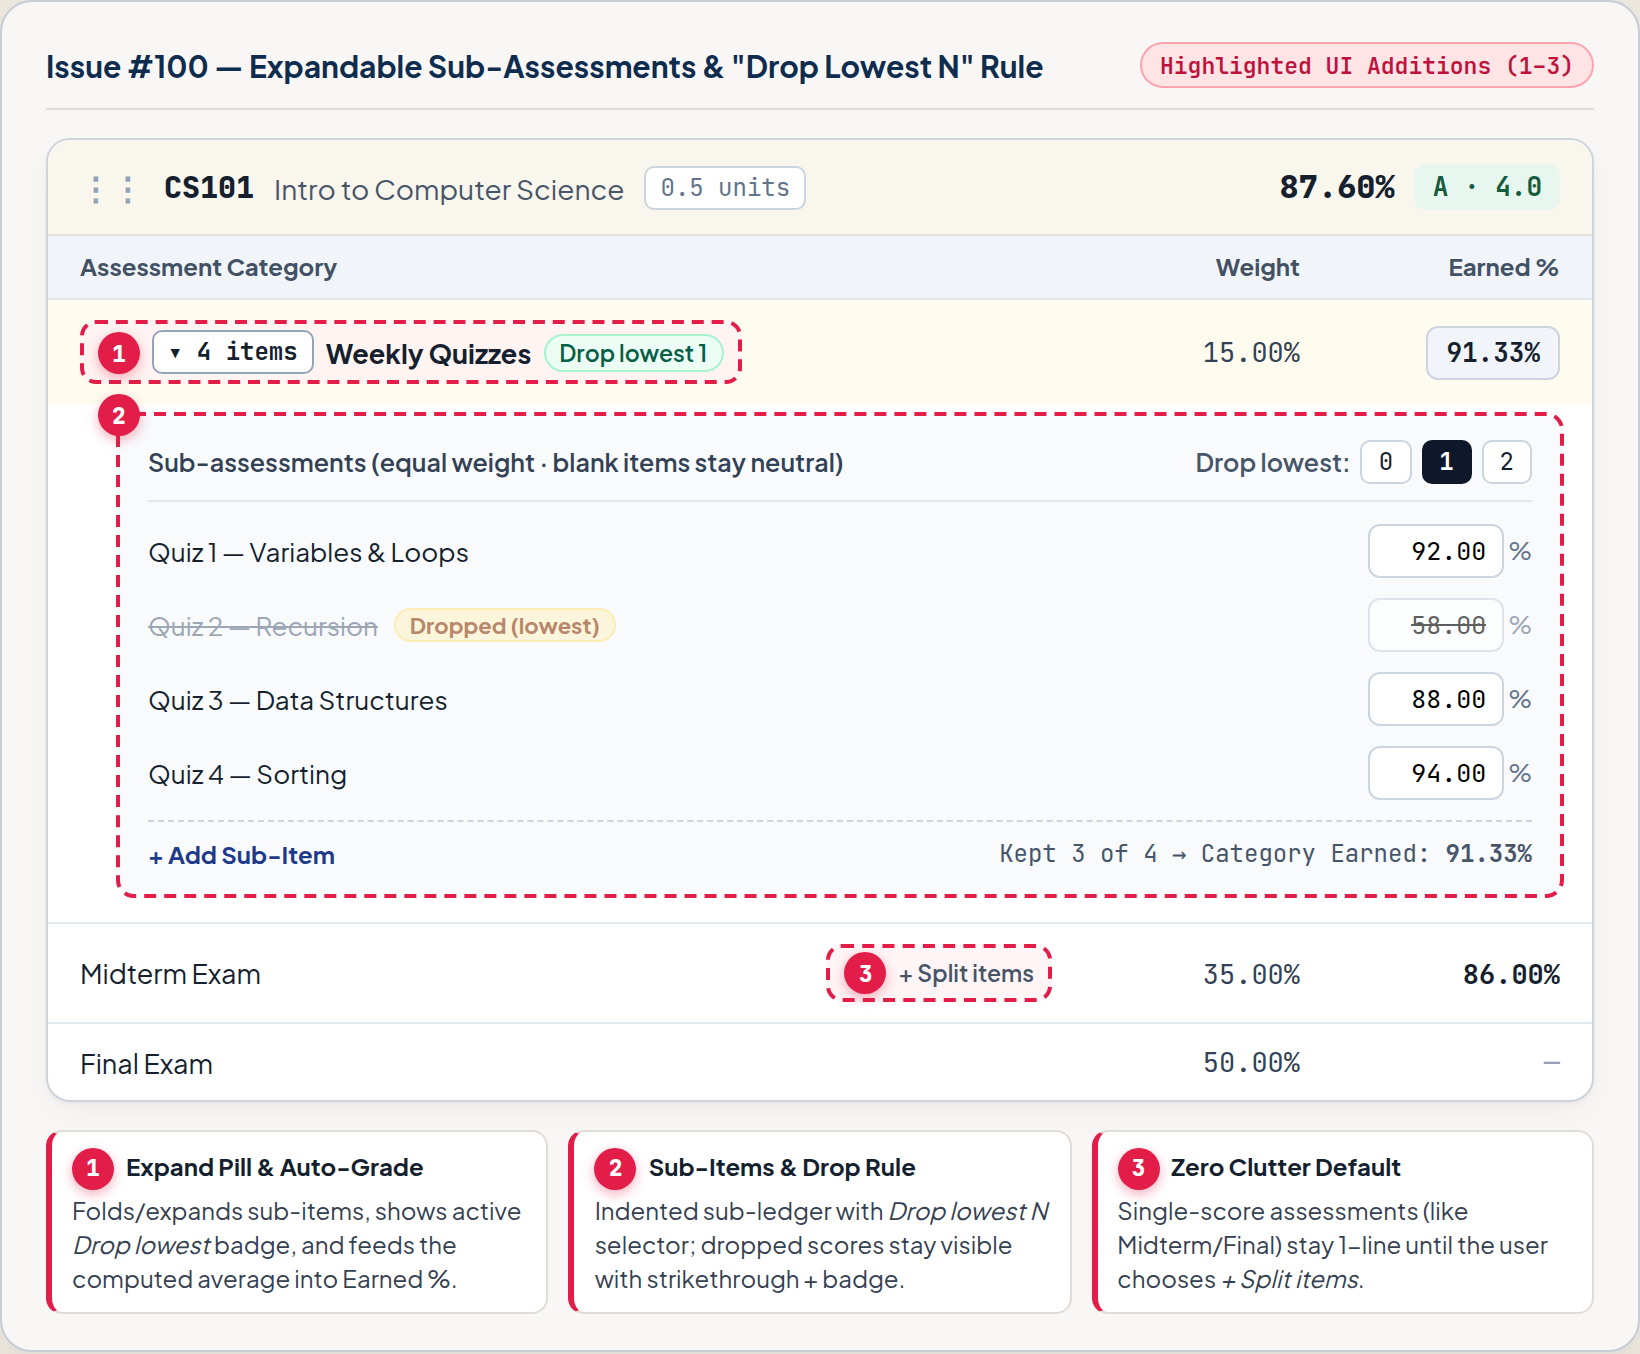 Issue #100 — Expandable Sub-Assessments & "Drop Lowest N" Rule
Highlighted UI Additions (1–3)
CS101 Intro to Computer Science 0.5 units
87.60% A · 4.0
Assessment Category Weight Earned %
1 ▾ 4 items Weekly Quizzes Drop lowest 1 15.00% 91.33%
2
Sub-assessments (equal weight · blank items stay neutral) Drop lowest: 0 1 2
Quiz 1 — Variables & Loops 92.00 %
Quiz 2 — Recursion Dropped (lowest) 58.00 %
Quiz 3 — Data Structures 88.00 %
Quiz 4 — Sorting 94.00 %
+ Add Sub-Item Kept 3 of 4 → Category Earned: 91.33%
Midterm Exam 3 + Split items 35.00% 86.00%
Final Exam 50.00% —
1 Expand Pill & Auto-Grade
Folds/expands sub-items, shows active
Drop lowest badge, and feeds the
computed average into Earned %.
2 Sub-Items & Drop Rule
Indented sub-ledger with Drop lowest N
selector; dropped scores stay visible
with strikethrough + badge.
3 Zero Clutter Default
Single-score assessments (like
Midterm/Final) stay 1-line until the user
chooses + Split items.